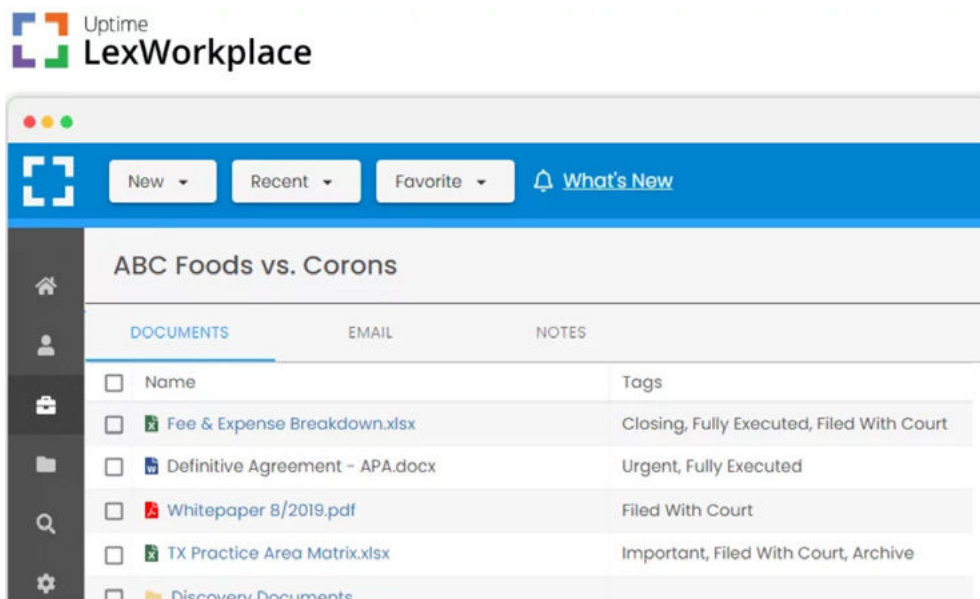 Uptime
LexWorkplace
New Recent Favorite What's New
ABC Foods vs. Corons
DOCUMENTS EMAIL NOTES
Name Tags
Fee & Expense Breakdown.xlsx Closing, Fully Executed, Filed With Court
Definitive Agreement - APA.docx Urgent, Fully Executed
Whitepaper 8/2019.pdf Filed With Court
TX Practice Area Matrix.xlsx Important, Filed With Court, Archive
Discovery Documents